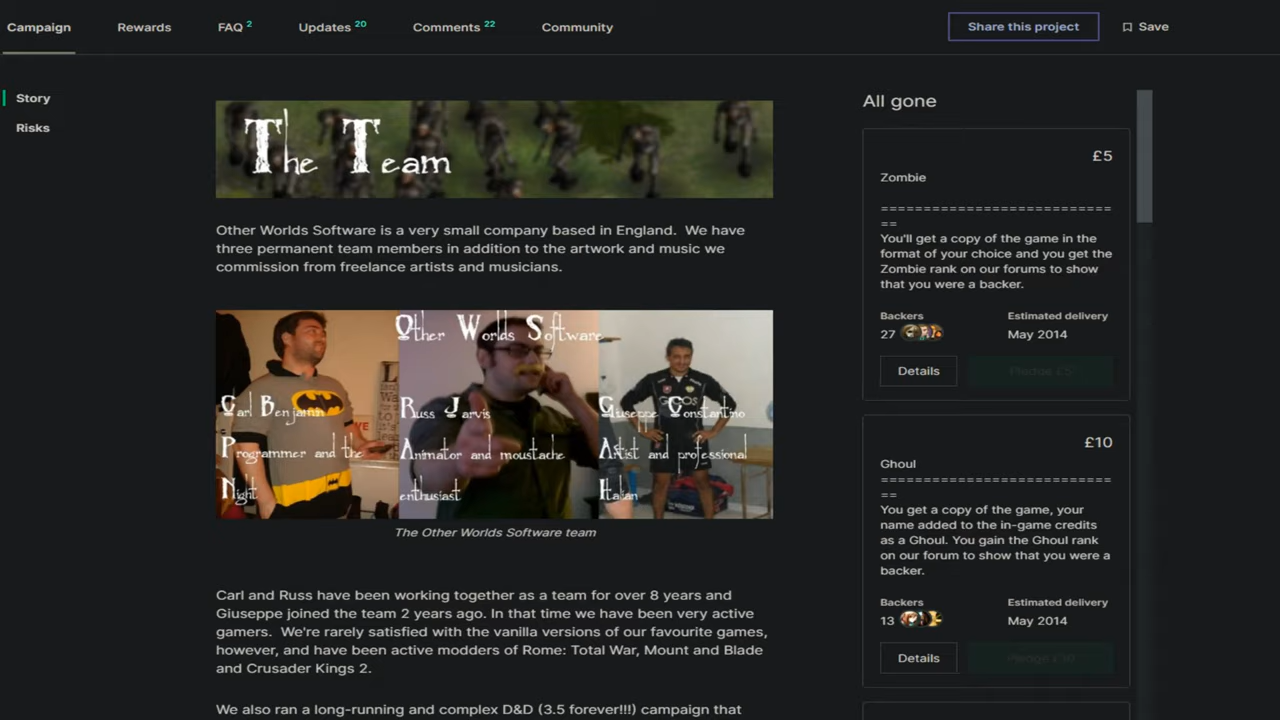 Campaign
Rewards
FAQ 2
Updates 20
Comments 22
Community
Share this project
Save
Story
Risks
The Team
Other Worlds Software is a very small company based in England. We have
three permanent team members in addition to the artwork and music we
commission from freelance artists and musicians.
Other Worlds Software
Carl Benjamin
Programmer and the
Night
Russ Jarvis
Animator and moustache
enthusiast
Giuseppe Constantino
Artist and professional
Italian
The Other Worlds Software team
Carl and Russ have been working together as a team for over 8 years and
Giuseppe joined the team 2 years ago. In that time we have been very active
gamers. We're rarely satisfied with the vanilla versions of our favourite games,
however, and have been active modders of Rome: Total War, Mount and Blade
and Crusader Kings 2.
We also ran a long-running and complex D&D (3.5 forever!!!) campaign that
All gone
£5
Zombie
===========================
==
You'll get a copy of the game in the
format of your choice and you get the
Zombie rank on our forums to show
that you were a backer.
Backers
27
Estimated delivery
May 2014
Details
Pledge £5
£10
Ghoul
===========================
==
You get a copy of the game, your
name added to the in-game credits
as a Ghoul. You gain the Ghoul rank
on our forum to show that you were a
backer.
Backers
13
Estimated delivery
May 2014
Details
Pledge £10